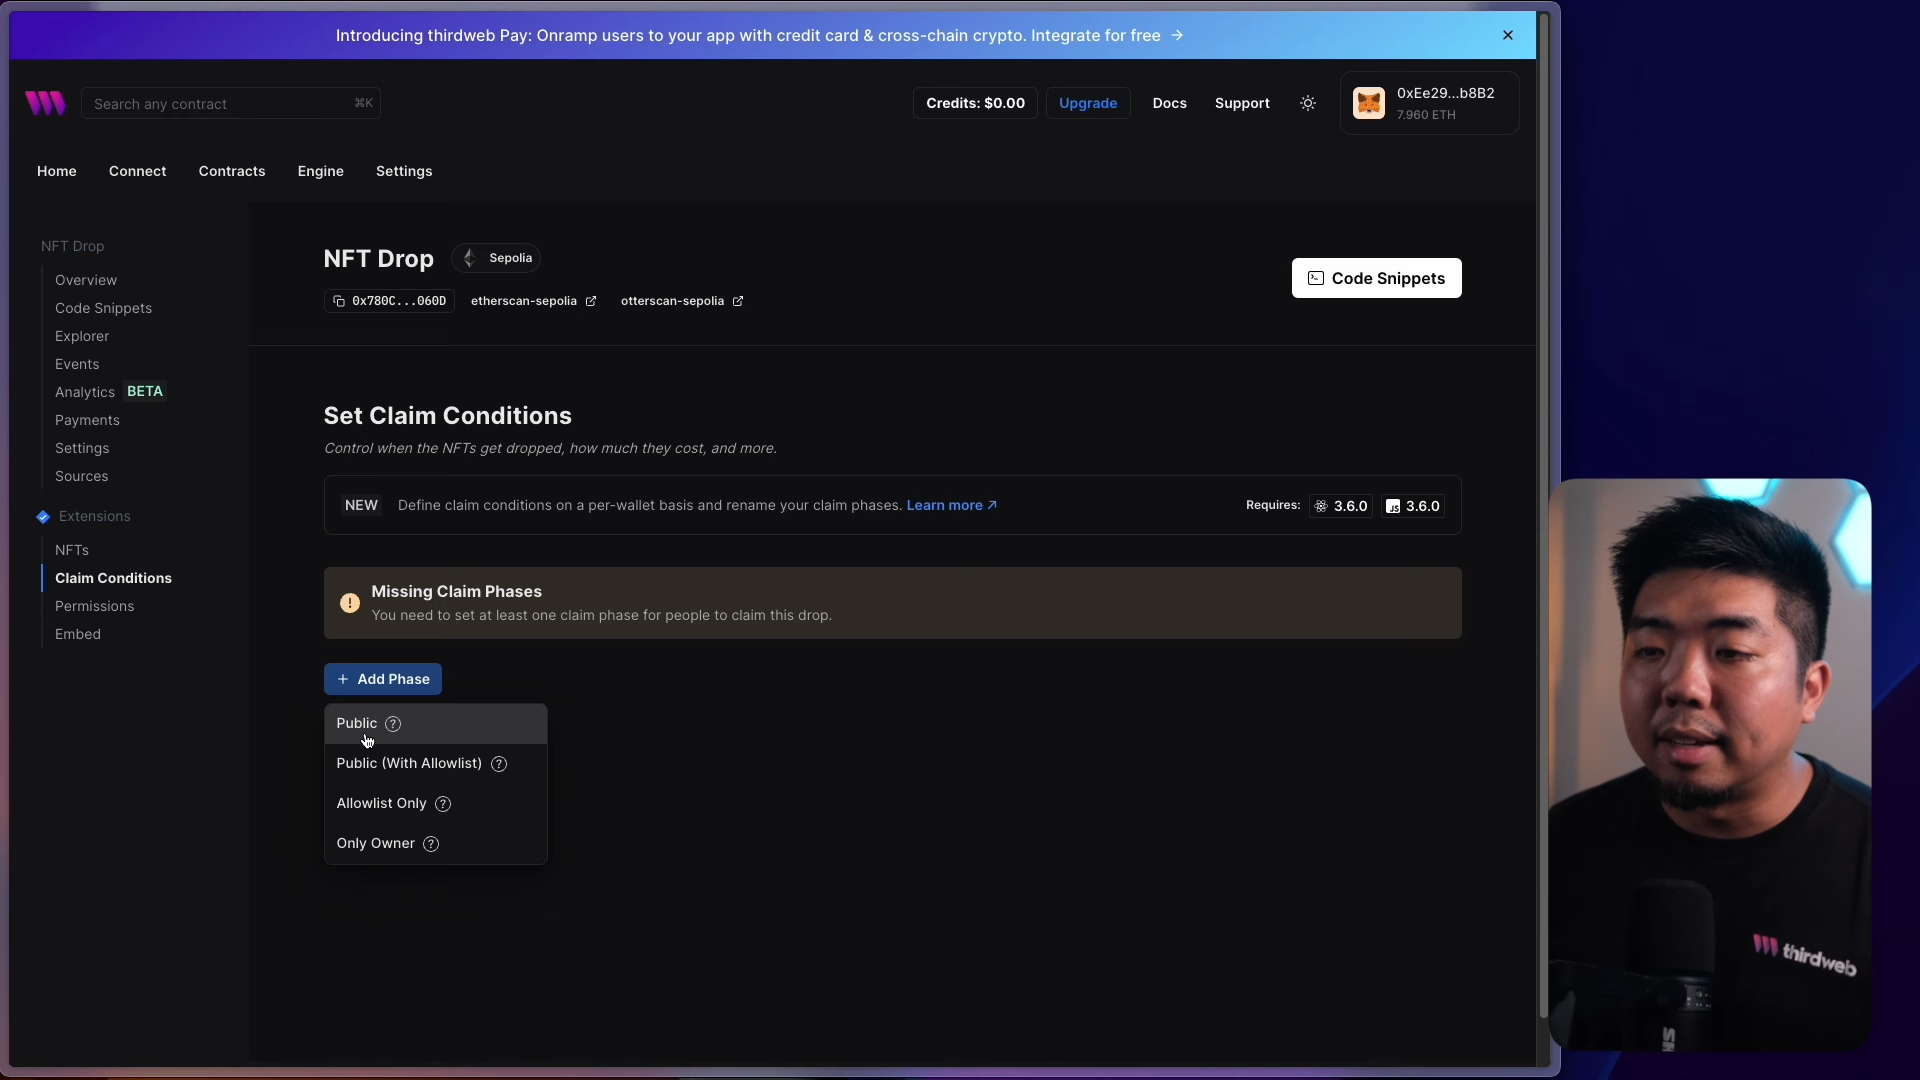 Introducing thirdweb Pay: Onramp users to your app with credit card & cross-chain crypto. Integrate for free →
Search any contract ⌘K
Credits: $0.00
Upgrade
Docs
Support
0xEe29...b8B2
7.960 ETH
Home
Connect
Contracts
Engine
Settings
NFT Drop
Overview
Code Snippets
Explorer
Events
Analytics BETA
Payments
Settings
Sources
Extensions
NFTs
Claim Conditions
Permissions
Embed
NFT Drop
Sepolia
0x780C...060D
etherscan-sepolia
otterscan-sepolia
Code Snippets
Set Claim Conditions
Control when the NFTs get dropped, how much they cost, and more.
NEW Define claim conditions on a per-wallet basis and rename your claim phases. Learn more ↗
Requires: 3.6.0 JS 3.6.0
Missing Claim Phases
You need to set at least one claim phase for people to claim this drop.
+ Add Phase
Public ?
Public (With Allowlist) ?
Allowlist Only ?
Only Owner ?
thirdweb